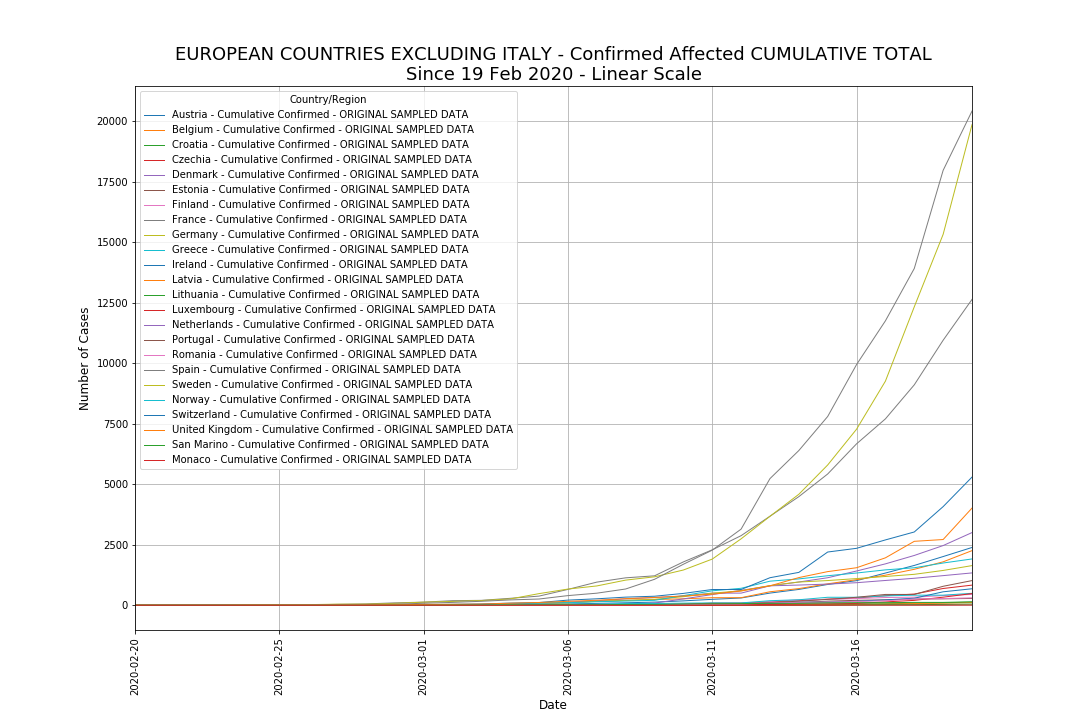 EUROPEAN COUNTRIES EXCLUDING ITALY - Confirmed Affected CUMULATIVE TOTAL
Since 19 Feb 2020 - Linear Scale
Country/Region
Austria - Cumulative Confirmed - ORIGINAL SAMPLED DATA
Belgium - Cumulative Confirmed - ORIGINAL SAMPLED DATA
Croatia - Cumulative Confirmed - ORIGINAL SAMPLED DATA
Czechia - Cumulative Confirmed - ORIGINAL SAMPLED DATA
Denmark - Cumulative Confirmed - ORIGINAL SAMPLED DATA
Estonia - Cumulative Confirmed - ORIGINAL SAMPLED DATA
Finland - Cumulative Confirmed - ORIGINAL SAMPLED DATA
France - Cumulative Confirmed - ORIGINAL SAMPLED DATA
Germany - Cumulative Confirmed - ORIGINAL SAMPLED DATA
Greece - Cumulative Confirmed - ORIGINAL SAMPLED DATA
Ireland - Cumulative Confirmed - ORIGINAL SAMPLED DATA
Latvia - Cumulative Confirmed - ORIGINAL SAMPLED DATA
Lithuania - Cumulative Confirmed - ORIGINAL SAMPLED DATA
Luxembourg - Cumulative Confirmed - ORIGINAL SAMPLED DATA
Netherlands - Cumulative Confirmed - ORIGINAL SAMPLED DATA
Portugal - Cumulative Confirmed - ORIGINAL SAMPLED DATA
Romania - Cumulative Confirmed - ORIGINAL SAMPLED DATA
Spain - Cumulative Confirmed - ORIGINAL SAMPLED DATA
Sweden - Cumulative Confirmed - ORIGINAL SAMPLED DATA
Norway - Cumulative Confirmed - ORIGINAL SAMPLED DATA
Switzerland - Cumulative Confirmed - ORIGINAL SAMPLED DATA
United Kingdom - Cumulative Confirmed - ORIGINAL SAMPLED DATA
San Marino - Cumulative Confirmed - ORIGINAL SAMPLED DATA
Monaco - Cumulative Confirmed - ORIGINAL SAMPLED DATA
Number of Cases
20000
17500
15000
12500
10000
7500
5000
2500
0
2020-02-20
2020-02-25
2020-03-01
2020-03-06
2020-03-11
2020-03-16
Date